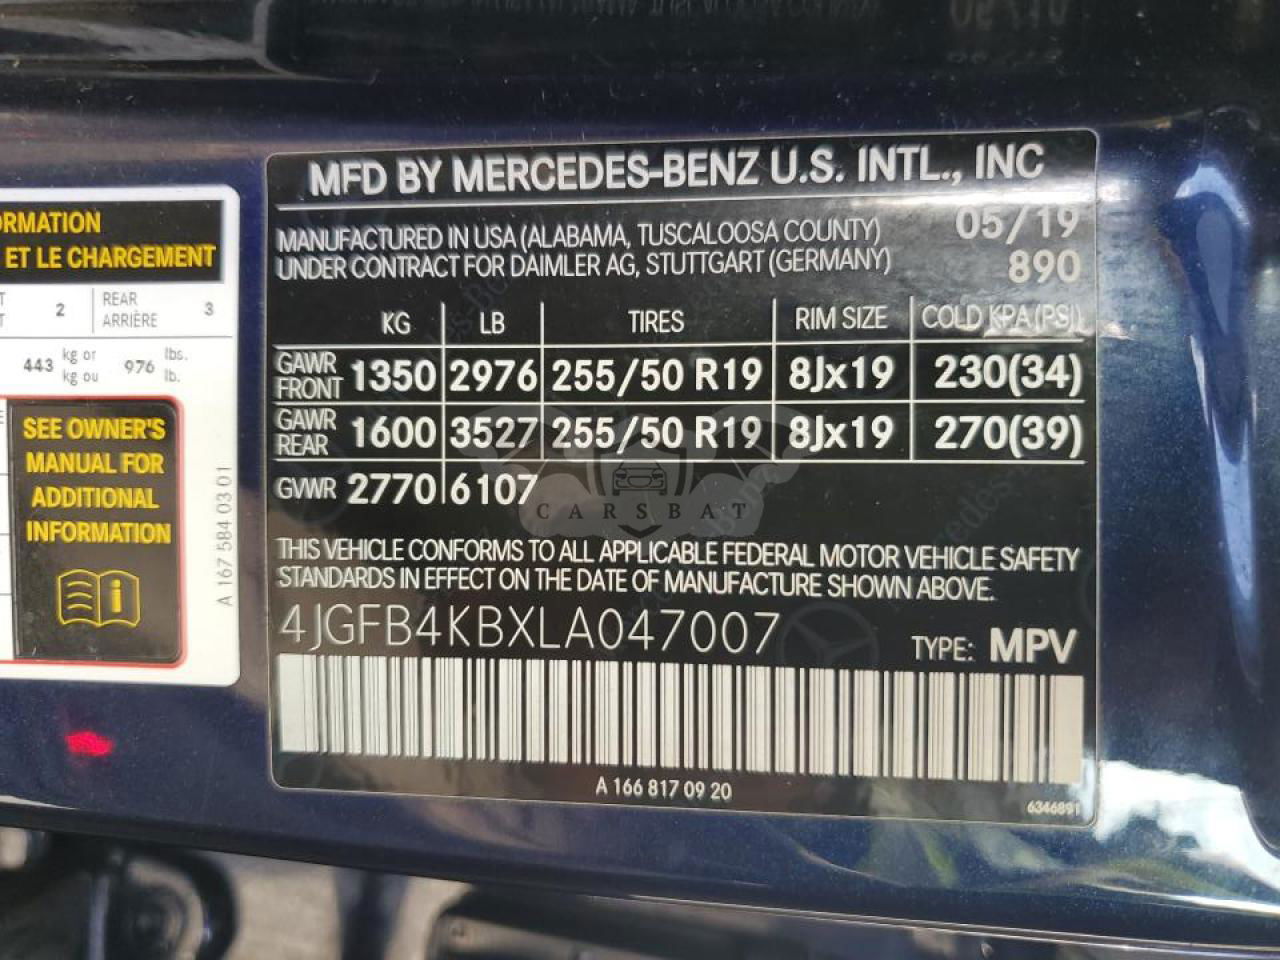 MFD BY MERCEDES-BENZ U.S. INTL., INC
MANUFACTURED IN USA (ALABAMA, TUSCALOOSA COUNTY) 05/19
UNDER CONTRACT FOR DAIMLER AG, STUTTGART (GERMANY) 890
KG LB TIRES RIM SIZE COLD KPA (PSI)
GAWR FRONT 1350 2976 255/50 R19 8Jx19 230(34)
GAWR REAR 1600 3527 255/50 R19 8Jx19 270(39)
GVWR 2770 6107
CARSBAT
THIS VEHICLE CONFORMS TO ALL APPLICABLE FEDERAL MOTOR VEHICLE SAFETY
STANDARDS IN EFFECT ON THE DATE OF MANUFACTURE SHOWN ABOVE.
4JGFB4KBXLA047007 TYPE: MPV
A 166 817 09 20
6346891
ET LE CHARGEMENT
2 REAR ARRIÈRE 3
443 kg or kg ou 976 lbs. lb.
SEE OWNER'S
MANUAL FOR
ADDITIONAL
INFORMATION
A 167 584 03 01